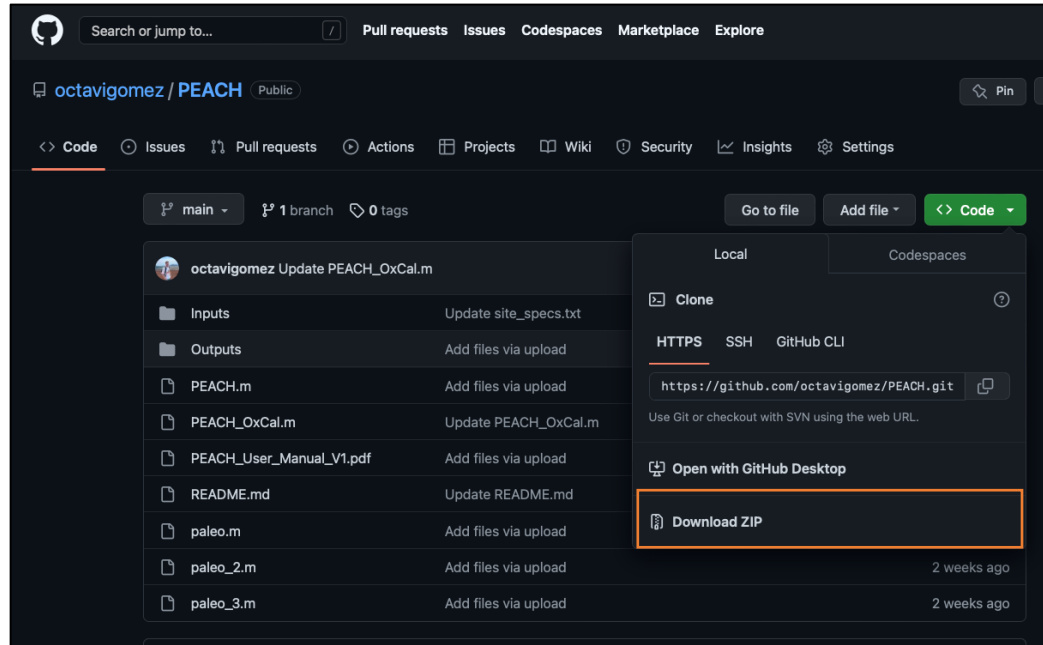 Search or jump to... / Pull requests Issues Codespaces Marketplace Explore
octavigomez / PEACH Public Pin
<> Code Issues Pull requests Actions Projects Wiki Security Insights Settings
main 1 branch 0 tags Go to file Add file <> Code
octavigomez Update PEACH_OxCal.m
Inputs Update site_specs.txt
Outputs Add files via upload
PEACH.m Add files via upload
PEACH_OxCal.m Update PEACH_OxCal.m
PEACH_User_Manual_V1.pdf Add files via upload
README.md Update README.md
paleo.m Add files via upload
paleo_2.m Add files via upload 2 weeks ago
paleo_3.m Add files via upload 2 weeks ago
Local Codespaces
Clone ?
HTTPS SSH GitHub CLI
https://github.com/octavigomez/PEACH.git
Use Git or checkout with SVN using the web URL.
Open with GitHub Desktop
Download ZIP